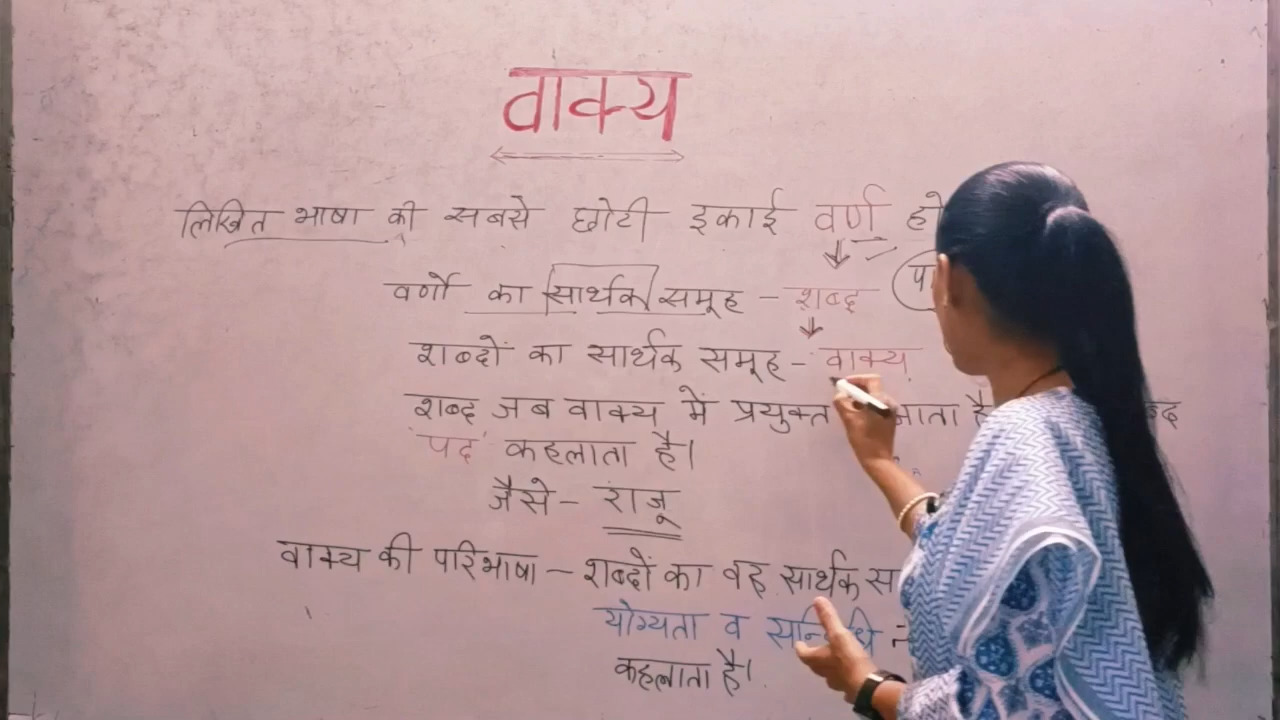 वाक्य
लिखित भाषा की सबसे छोटी इकाई वर्ण
वर्णो का सार्थक समूह - शब्द
शब्दों का सार्थक समूह - वाक्य
शब्द जब वाक्य में प्रयुक्त
'पद' कहलाता है।
जैसे - राजू
वाक्य की परिभाषा - शब्दों का वह सार्थक
योग्यता व सन्निधि
कहलाता है।